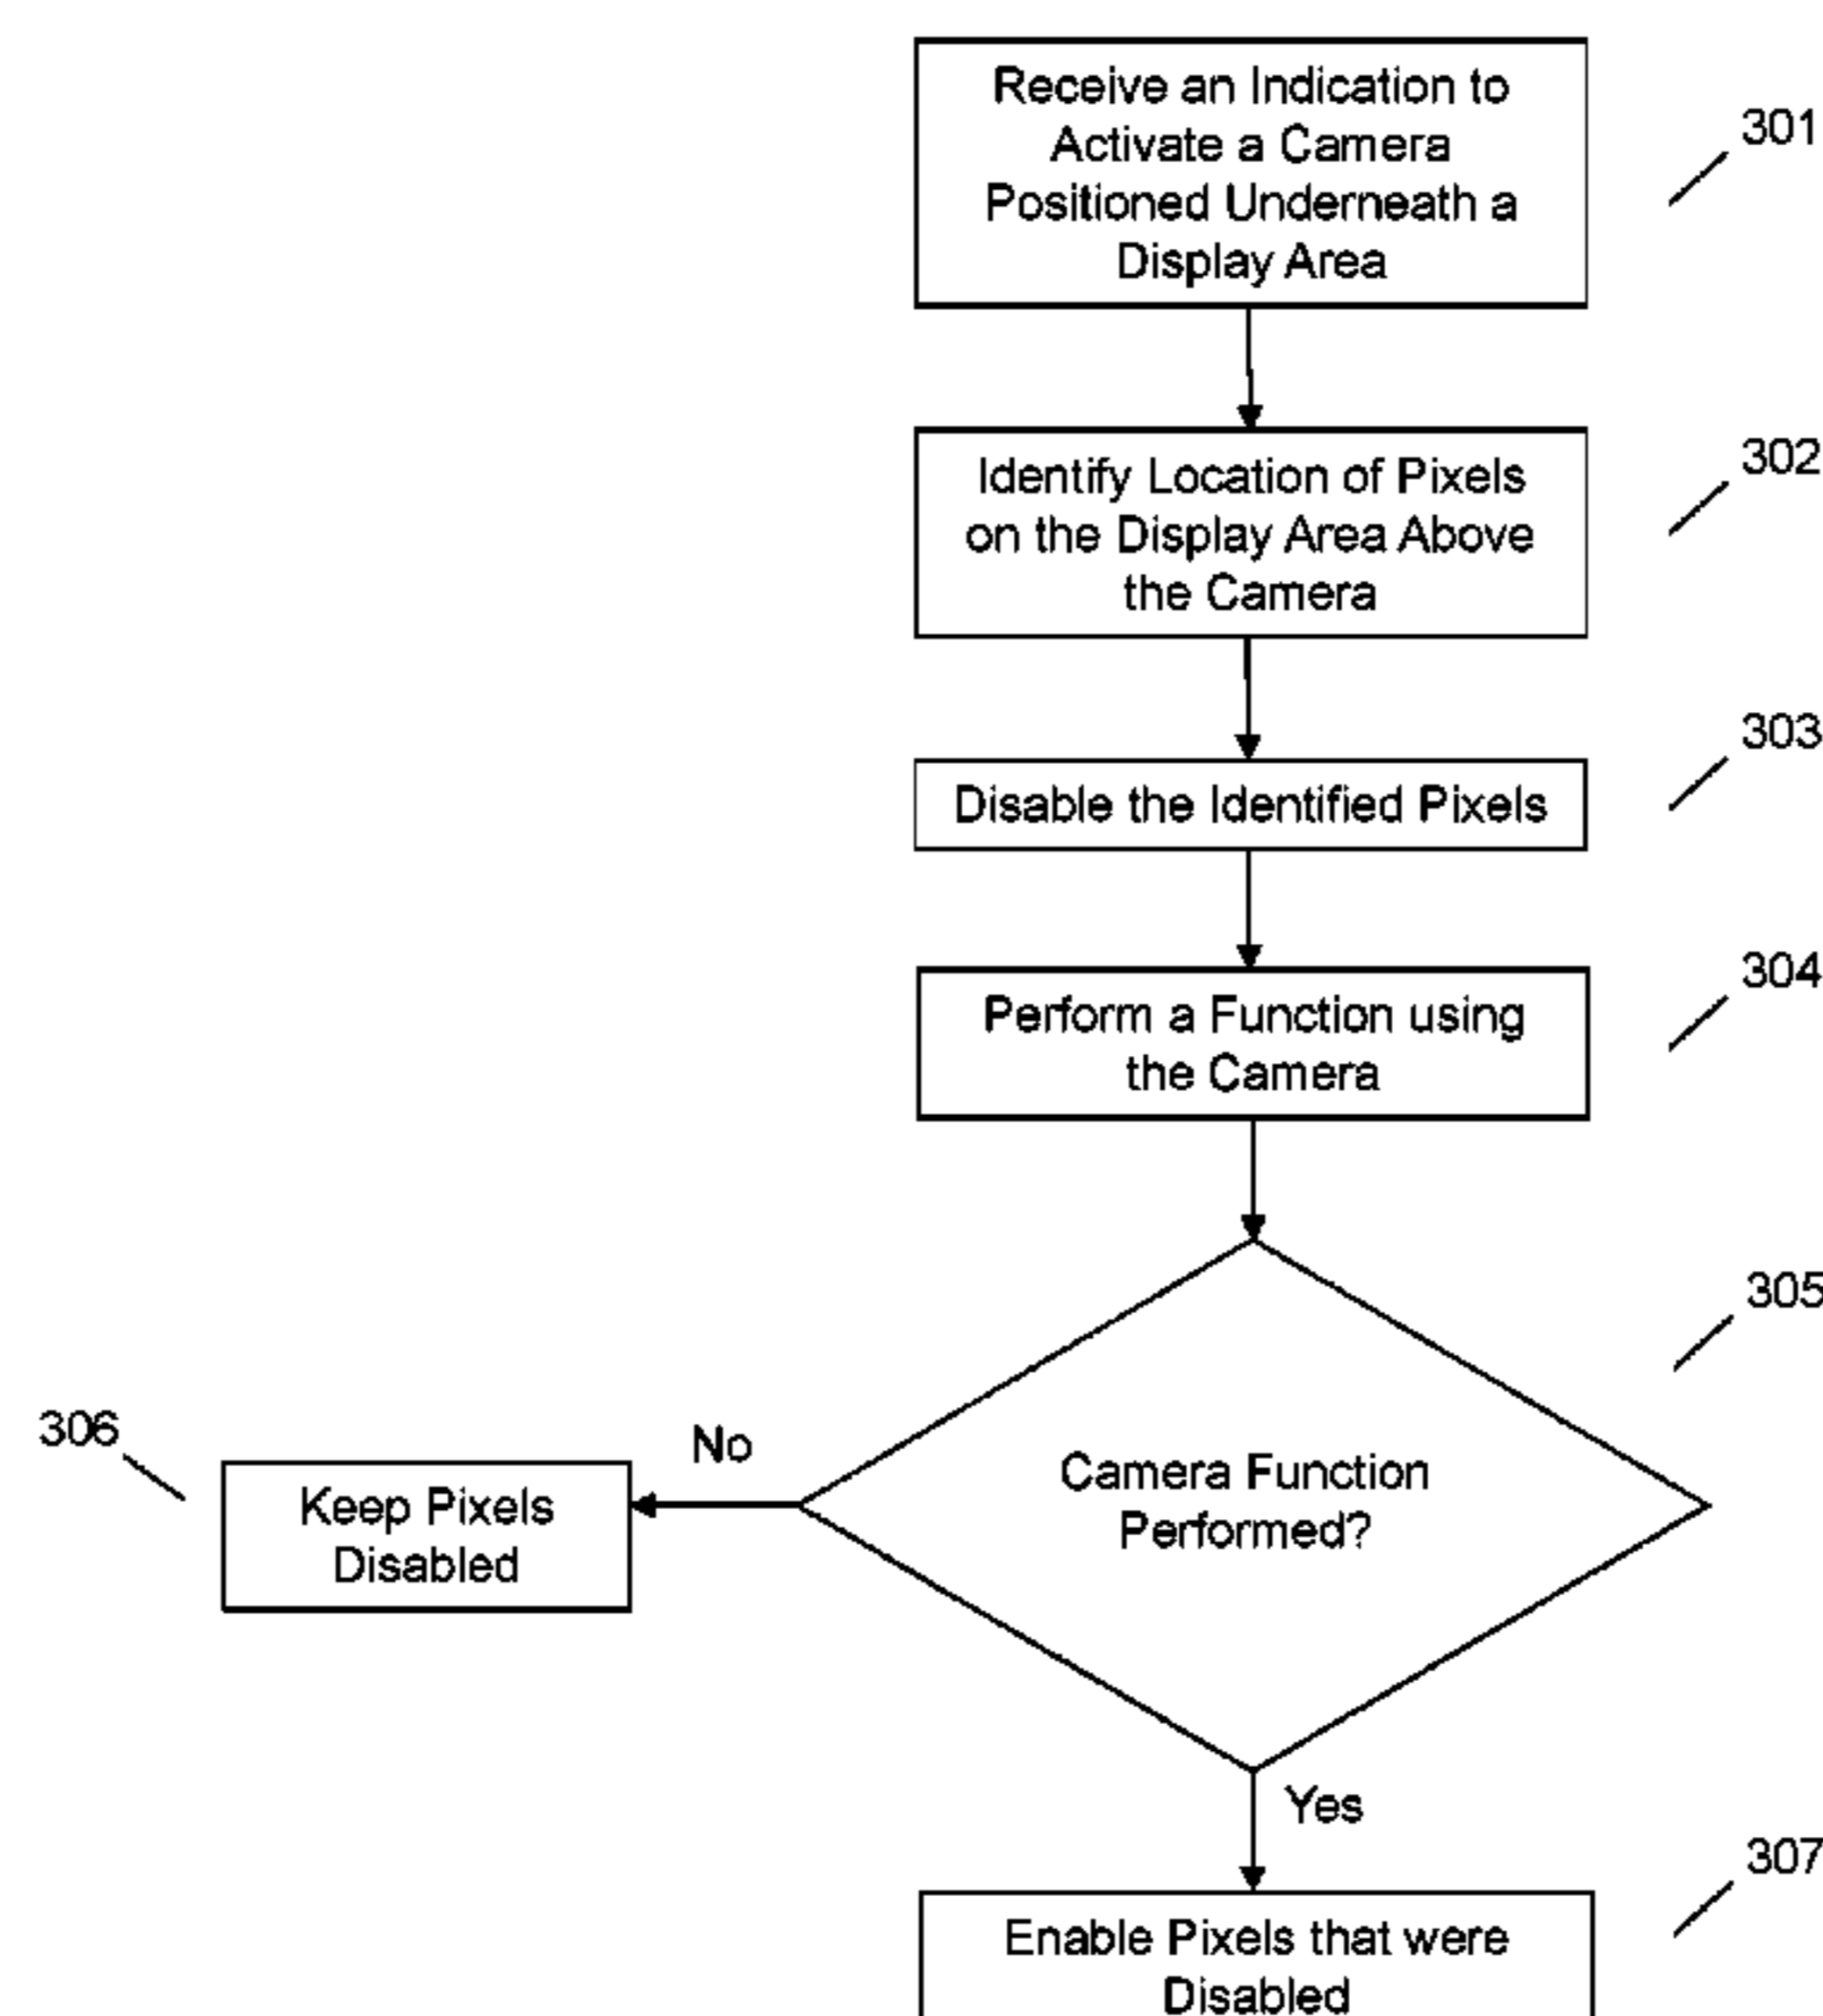 Receive an Indication to
Activate a Camera
Positioned Underneath a
Display Area
301
Identify Location of Pixels
on the Display Area Above
the Camera
302
Disable the Identified Pixels
303
Perform a Function using
the Camera
304
Camera Function
Performed?
305
No
306
Keep Pixels
Disabled
Yes
Enable Pixels that were
Disabled
307